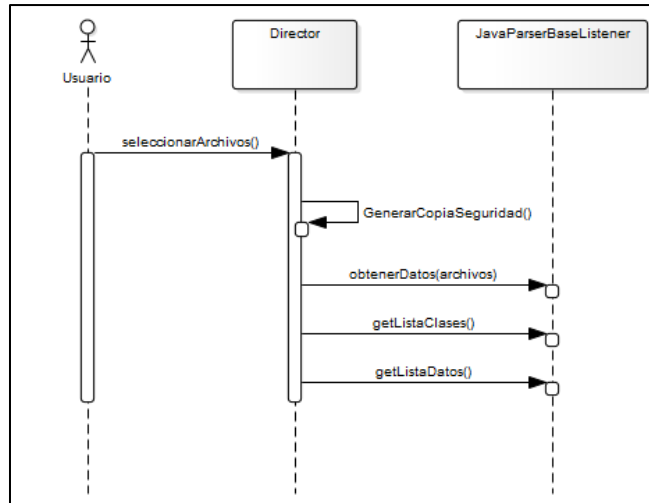 Usuario
Director
JavaParserBaseListener
seleccionarArchivos()
GenerarCopiaSeguridad()
obtenerDatos(archivos)
getListaClases()
getListaDatos()